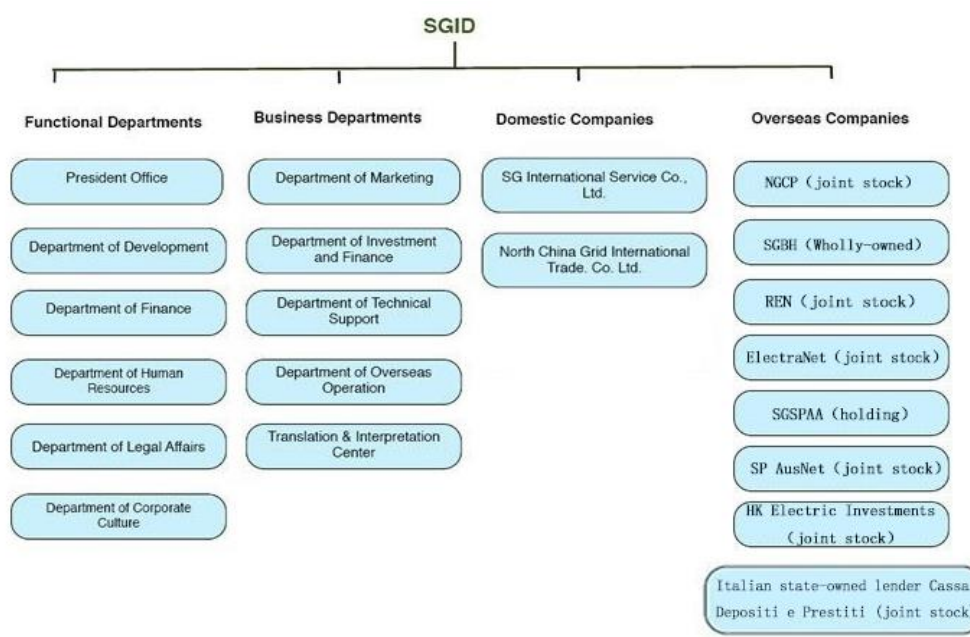 SGID
Functional Departments
President Office
Department of Development
Department of Finance
Department of Human
Resources
Department of Legal Affairs
Department of Corporate
Culture
Business Departments
Department of Marketing
Department of Investment
and Finance
Department of Technical
Support
Department of Overseas
Operation
Translation & Interpretation
Center
Domestic Companies
SG International Service Co.,
Ltd.
North China Grid International
Trade. Co. Ltd.
Overseas Companies
NGCP (joint stock)
SGBH (Wholly-owned)
REN (joint stock)
ElectraNet (joint stock)
SGSPAA (holding)
SP AusNet (joint stock)
HK Electric Investments
(joint stock)
Italian state-owned lender Cassa
Depositi e Prestiti (joint stock